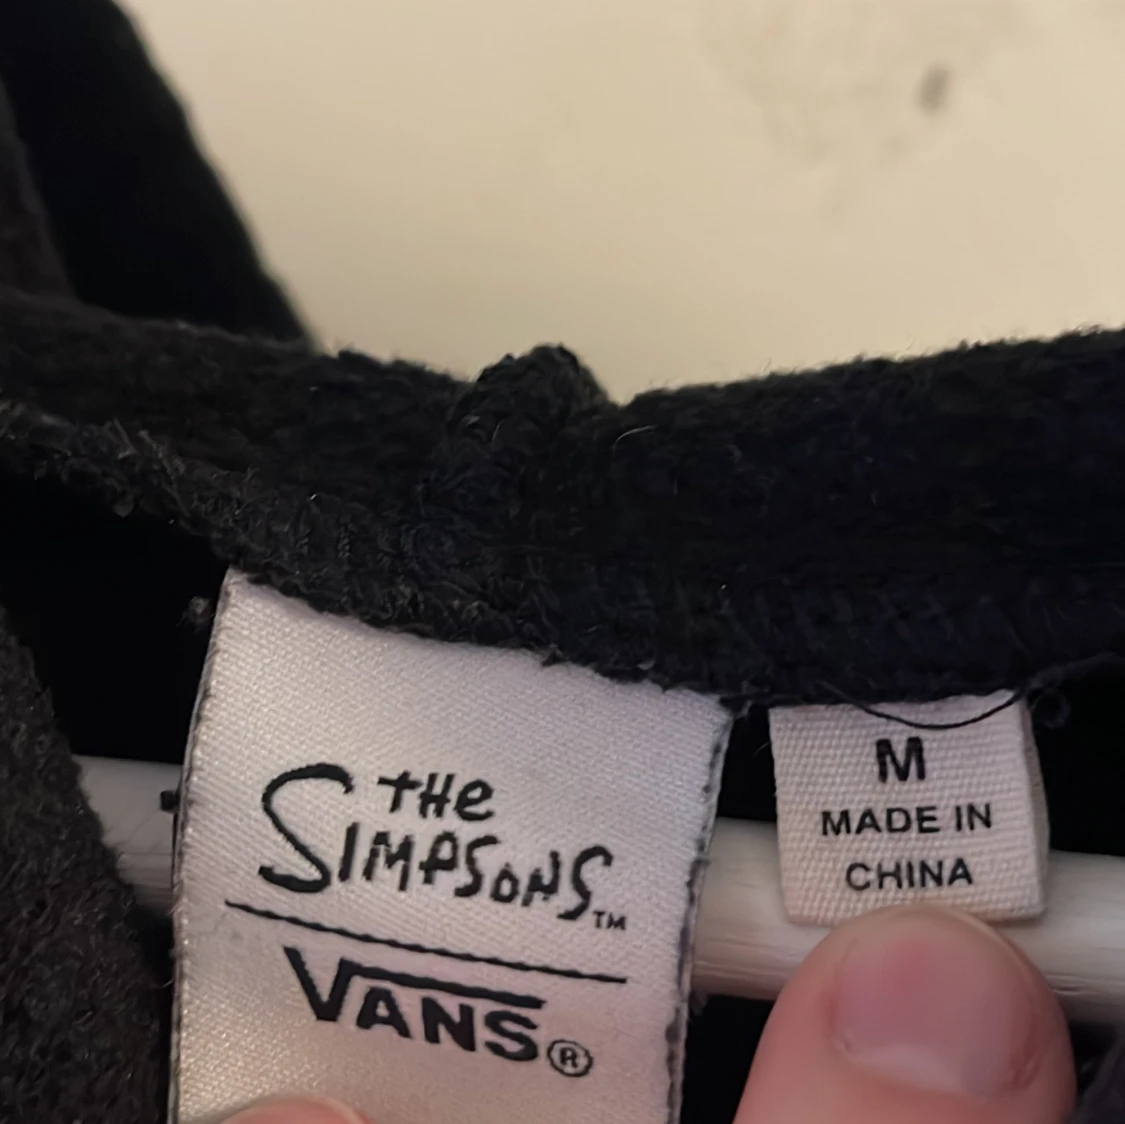 THe
SIMPSONS™
VANS®
M
MADE IN
CHINA